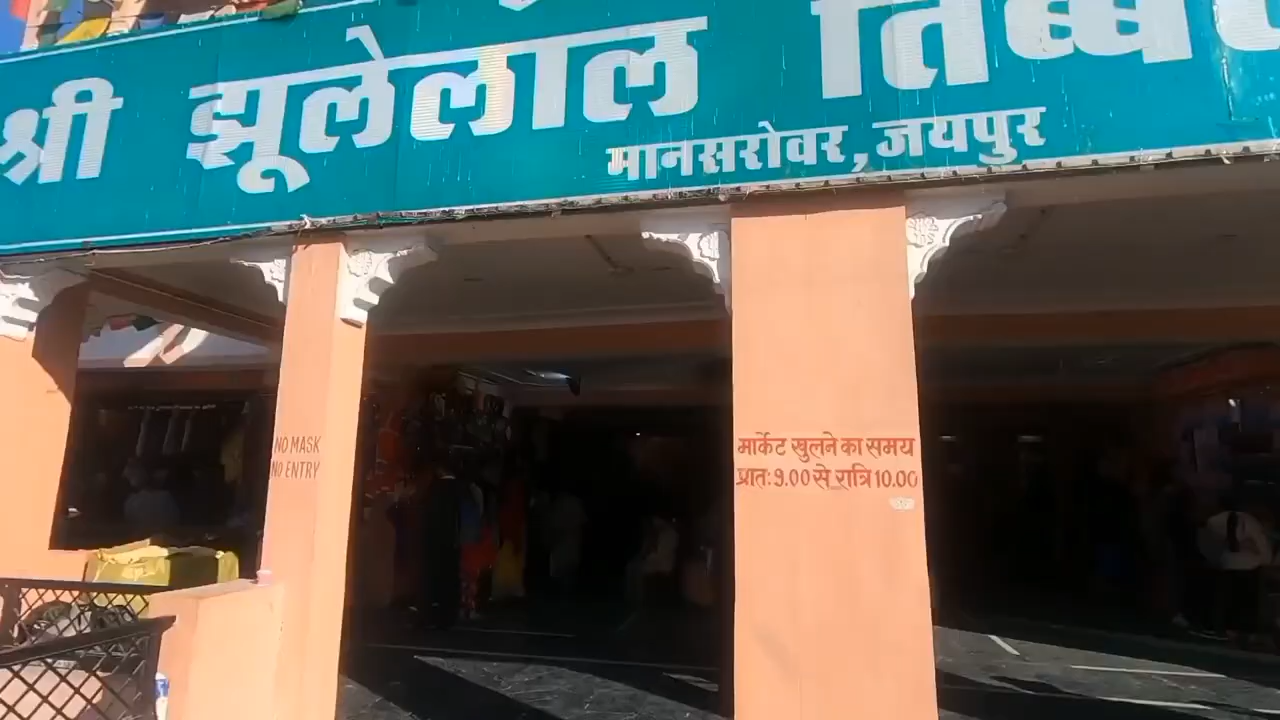 श्री झूलेलाल
मानसरोवर, जयपुर
NO MASK
NO ENTRY
मार्केट खुलने का समय
प्रातः 9.00 से रात्रि 10.00